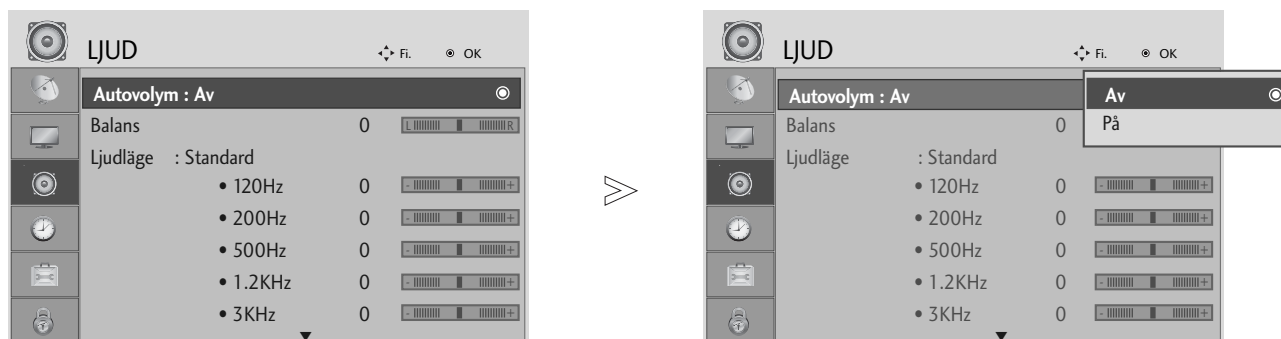 LJUD
Fi. OK
Autovolym : Av
Balans 0 L R
Ljudläge : Standard
• 120Hz 0 - +
• 200Hz 0 - +
• 500Hz 0 - +
• 1.2KHz 0 - +
• 3KHz 0 - +
LJUD
Fi. OK
Autovolym : Av
Av
På
Balans 0
Ljudläge : Standard
• 120Hz 0 - +
• 200Hz 0 - +
• 500Hz 0 - +
• 1.2KHz 0 - +
• 3KHz 0 - +